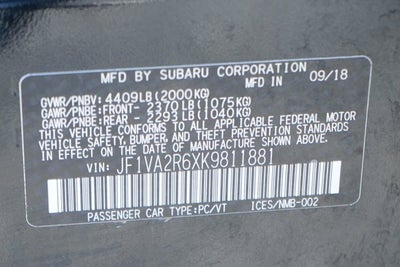 MFD BY SUBARU CORPORATION
MFD IN 09/18
GVWR/PNBV: 4409LB(2000KG)
GAWR/PNBE:FRONT- 2370LB(1075KG)
GAWR/PNBE:REAR - 2293LB(1040KG)
THIS VEHICLE CONFORMS TO ALL APPLICABLE FEDERAL MOTOR
VEHICLE SAFETY,BUMPER, AND THEFT PREVENTION STANDARDS
IN EFFECT ON THE DATE OF MANUFACTURE SHOWN ABOVE.
VIN: JF1VA2R6XK9811881
PASSENGER CAR TYPE:PC/VT ICES/NMB-002